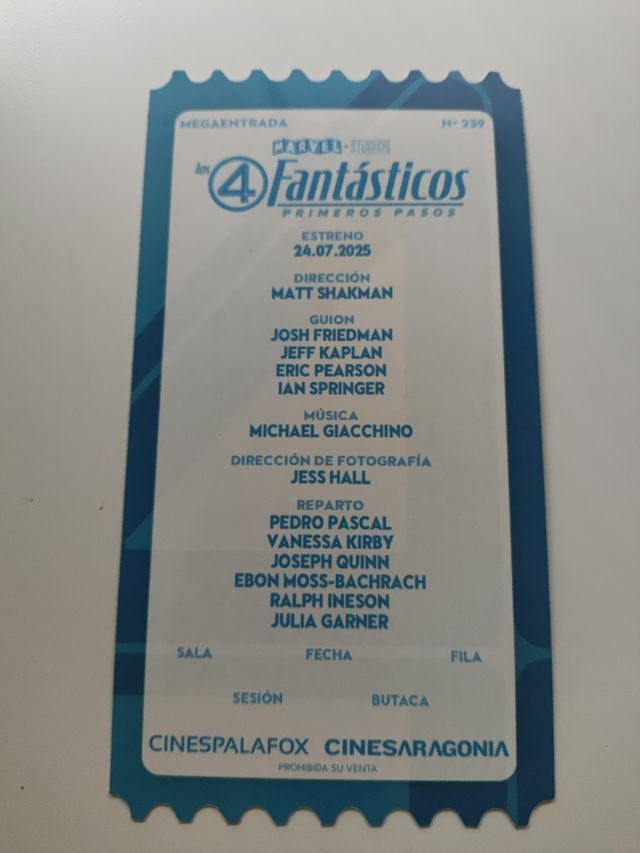 MEGAENTRADA Nº 239
MARVEL STUDIOS
los 4 Fantásticos
PRIMEROS PASOS
ESTRENO
24.07.2025
DIRECCIÓN
MATT SHAKMAN
GUION
JOSH FRIEDMAN
JEFF KAPLAN
ERIC PEARSON
IAN SPRINGER
MÚSICA
MICHAEL GIACCHINO
DIRECCIÓN DE FOTOGRAFÍA
JESS HALL
REPARTO
PEDRO PASCAL
VANESSA KIRBY
JOSEPH QUINN
EBON MOSS-BACHRACH
RALPH INESON
JULIA GARNER
SALA FECHA FILA
SESIÓN BUTACA
CINESPALAFOX CINESARAGONIA
PROHIBIDA SU VENTA